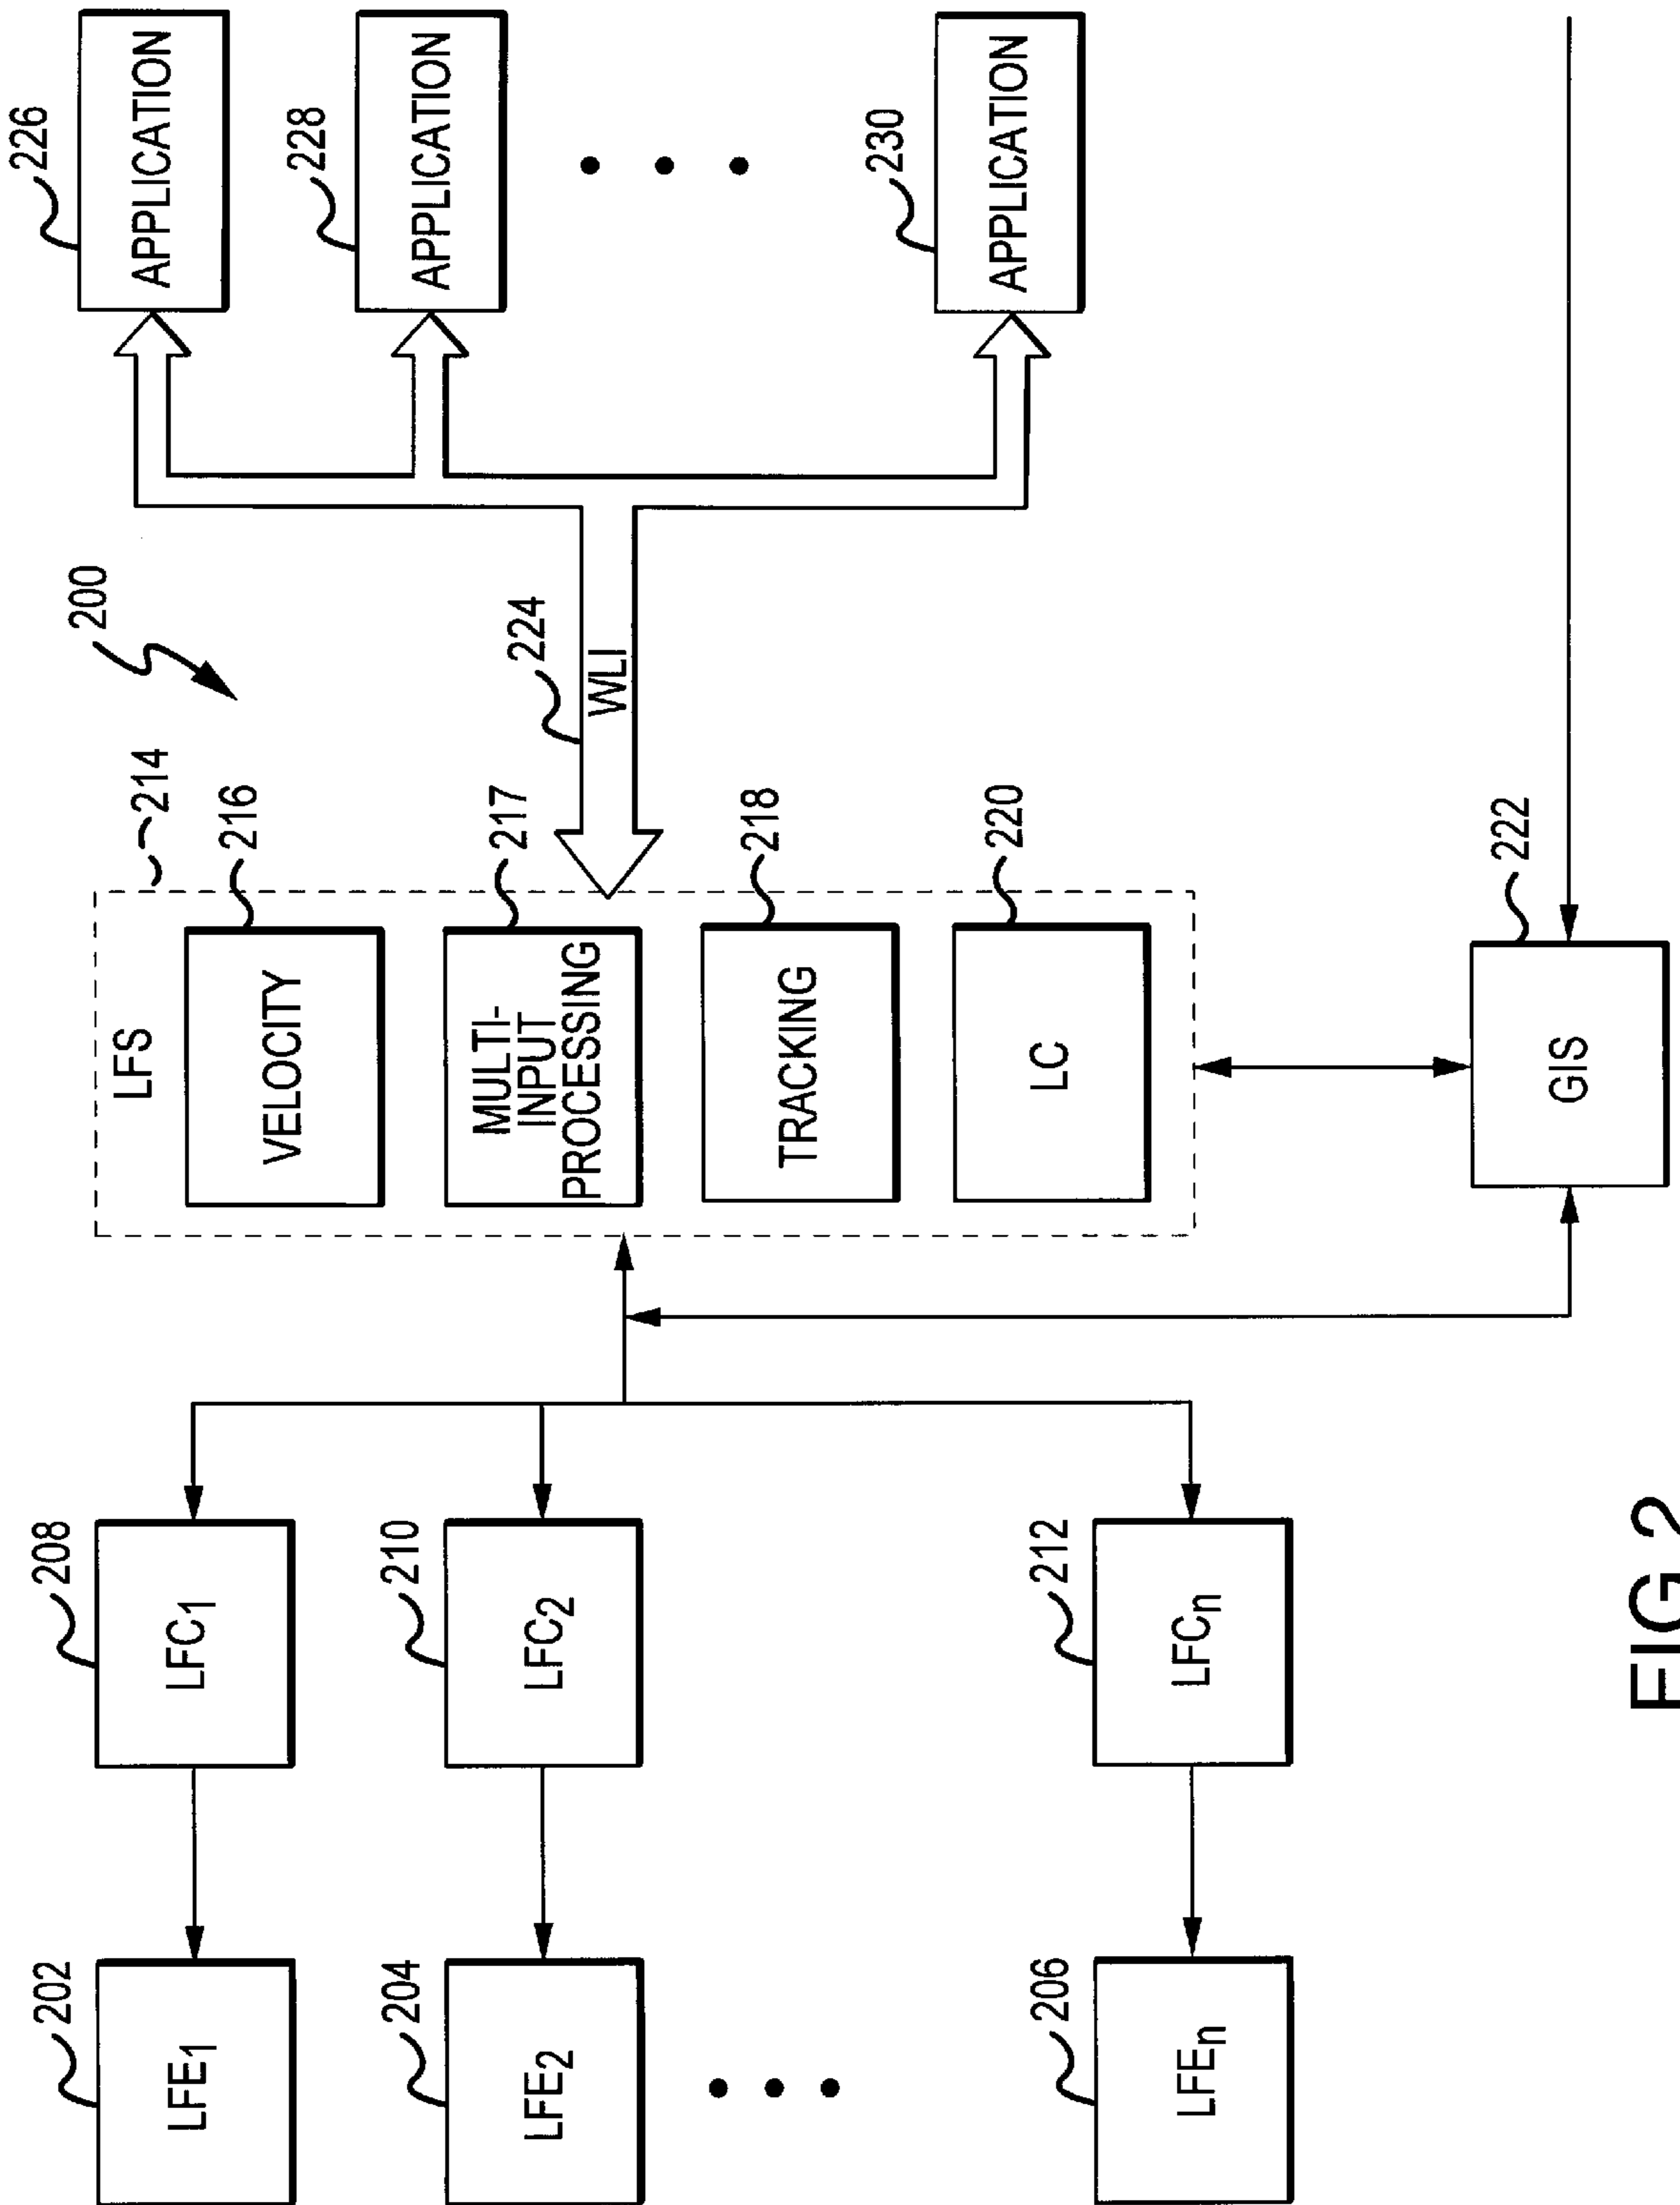 200
202
LFE1
204
LFE2
206
LFEn
208
LFC1
210
LFC2
212
LFCn
214
LFS
216
VELOCITY
217
MULTI-
INPUT
PROCESSING
218
TRACKING
220
LC
222
GIS
224
WLI
226
APPLICATION
228
APPLICATION
230
APPLICATION
FIG.2